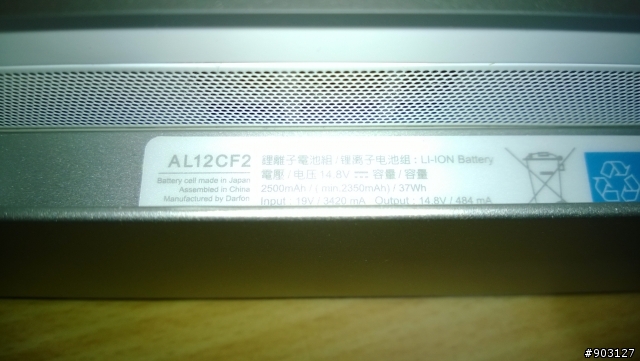 AL12CF2
Battery cell made in Japan
Assembled in China
Manufactured by Darfon
鋰離子電池組 / 锂离子电池组 : LI-ION Battery
電壓 / 电压 14.8V ⎓ 容量 / 容量
2500mAh / ( min.2350mAh) / 37Wh
Input : 19V / 3420 mA Output : 14.8V / 484 mA
#903127